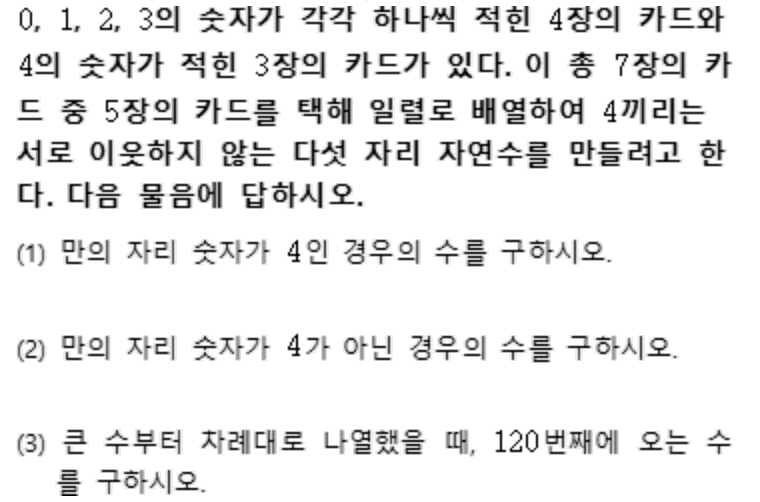 0, 1, 2, 3의 숫자가 각각 하나씩 적힌 4장의 카드와
4의 숫자가 적힌 3장의 카드가 있다. 이 총 7장의 카
드 중 5장의 카드를 택해 일렬로 배열하여 4끼리는
서로 이웃하지 않는 다섯 자리 자연수를 만들려고 한
다. 다음 물음에 답하시오.
(1) 만의 자리 숫자가 4인 경우의 수를 구하시오.
(2) 만의 자리 숫자가 4가 아닌 경우의 수를 구하시오.
(3) 큰 수부터 차례대로 나열했을 때, 120번째에 오는 수
를 구하시오.